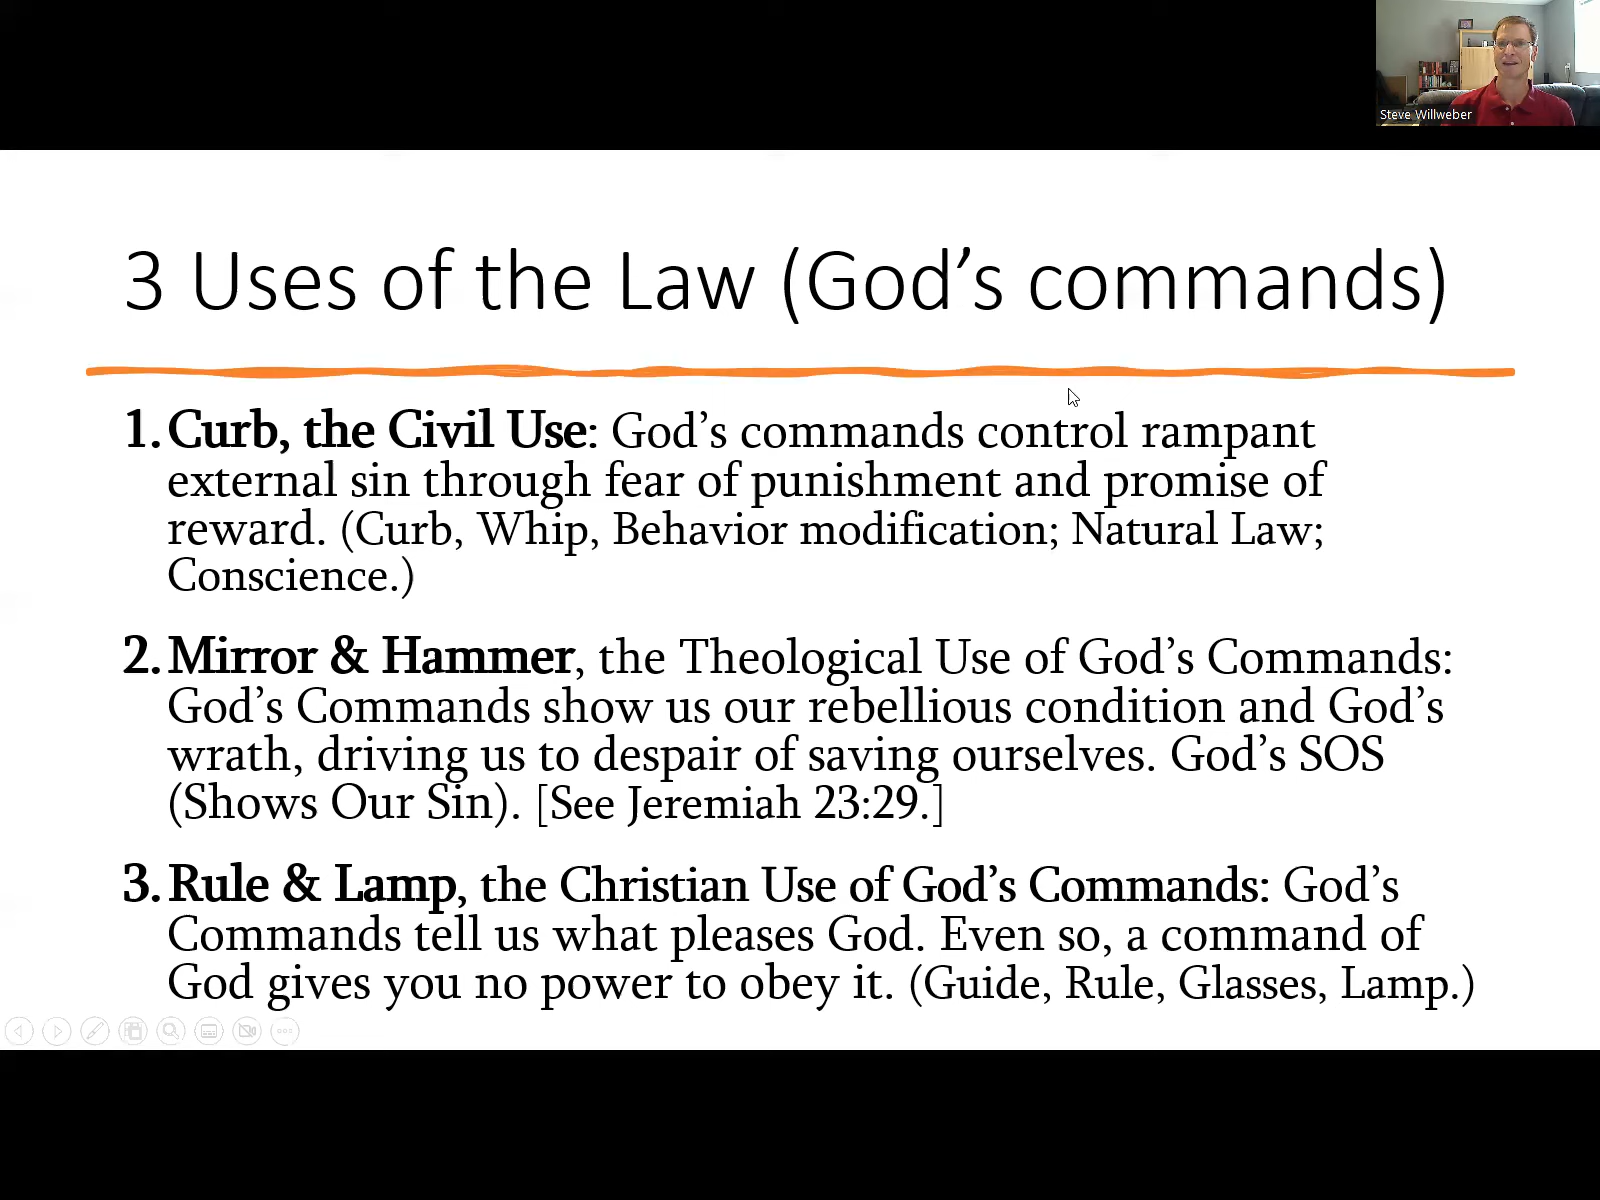 Steve Willweber
3 Uses of the Law (God’s commands)
1. Curb, the Civil Use: God’s commands control rampant
external sin through fear of punishment and promise of
reward. (Curb, Whip, Behavior modification; Natural Law;
Conscience.)
2. Mirror & Hammer, the Theological Use of God’s Commands:
God’s Commands show us our rebellious condition and God’s
wrath, driving us to despair of saving ourselves. God’s SOS
(Shows Our Sin). [See Jeremiah 23:29.]
3. Rule & Lamp, the Christian Use of God’s Commands: God’s
Commands tell us what pleases God. Even so, a command of
God gives you no power to obey it. (Guide, Rule, Glasses, Lamp.)